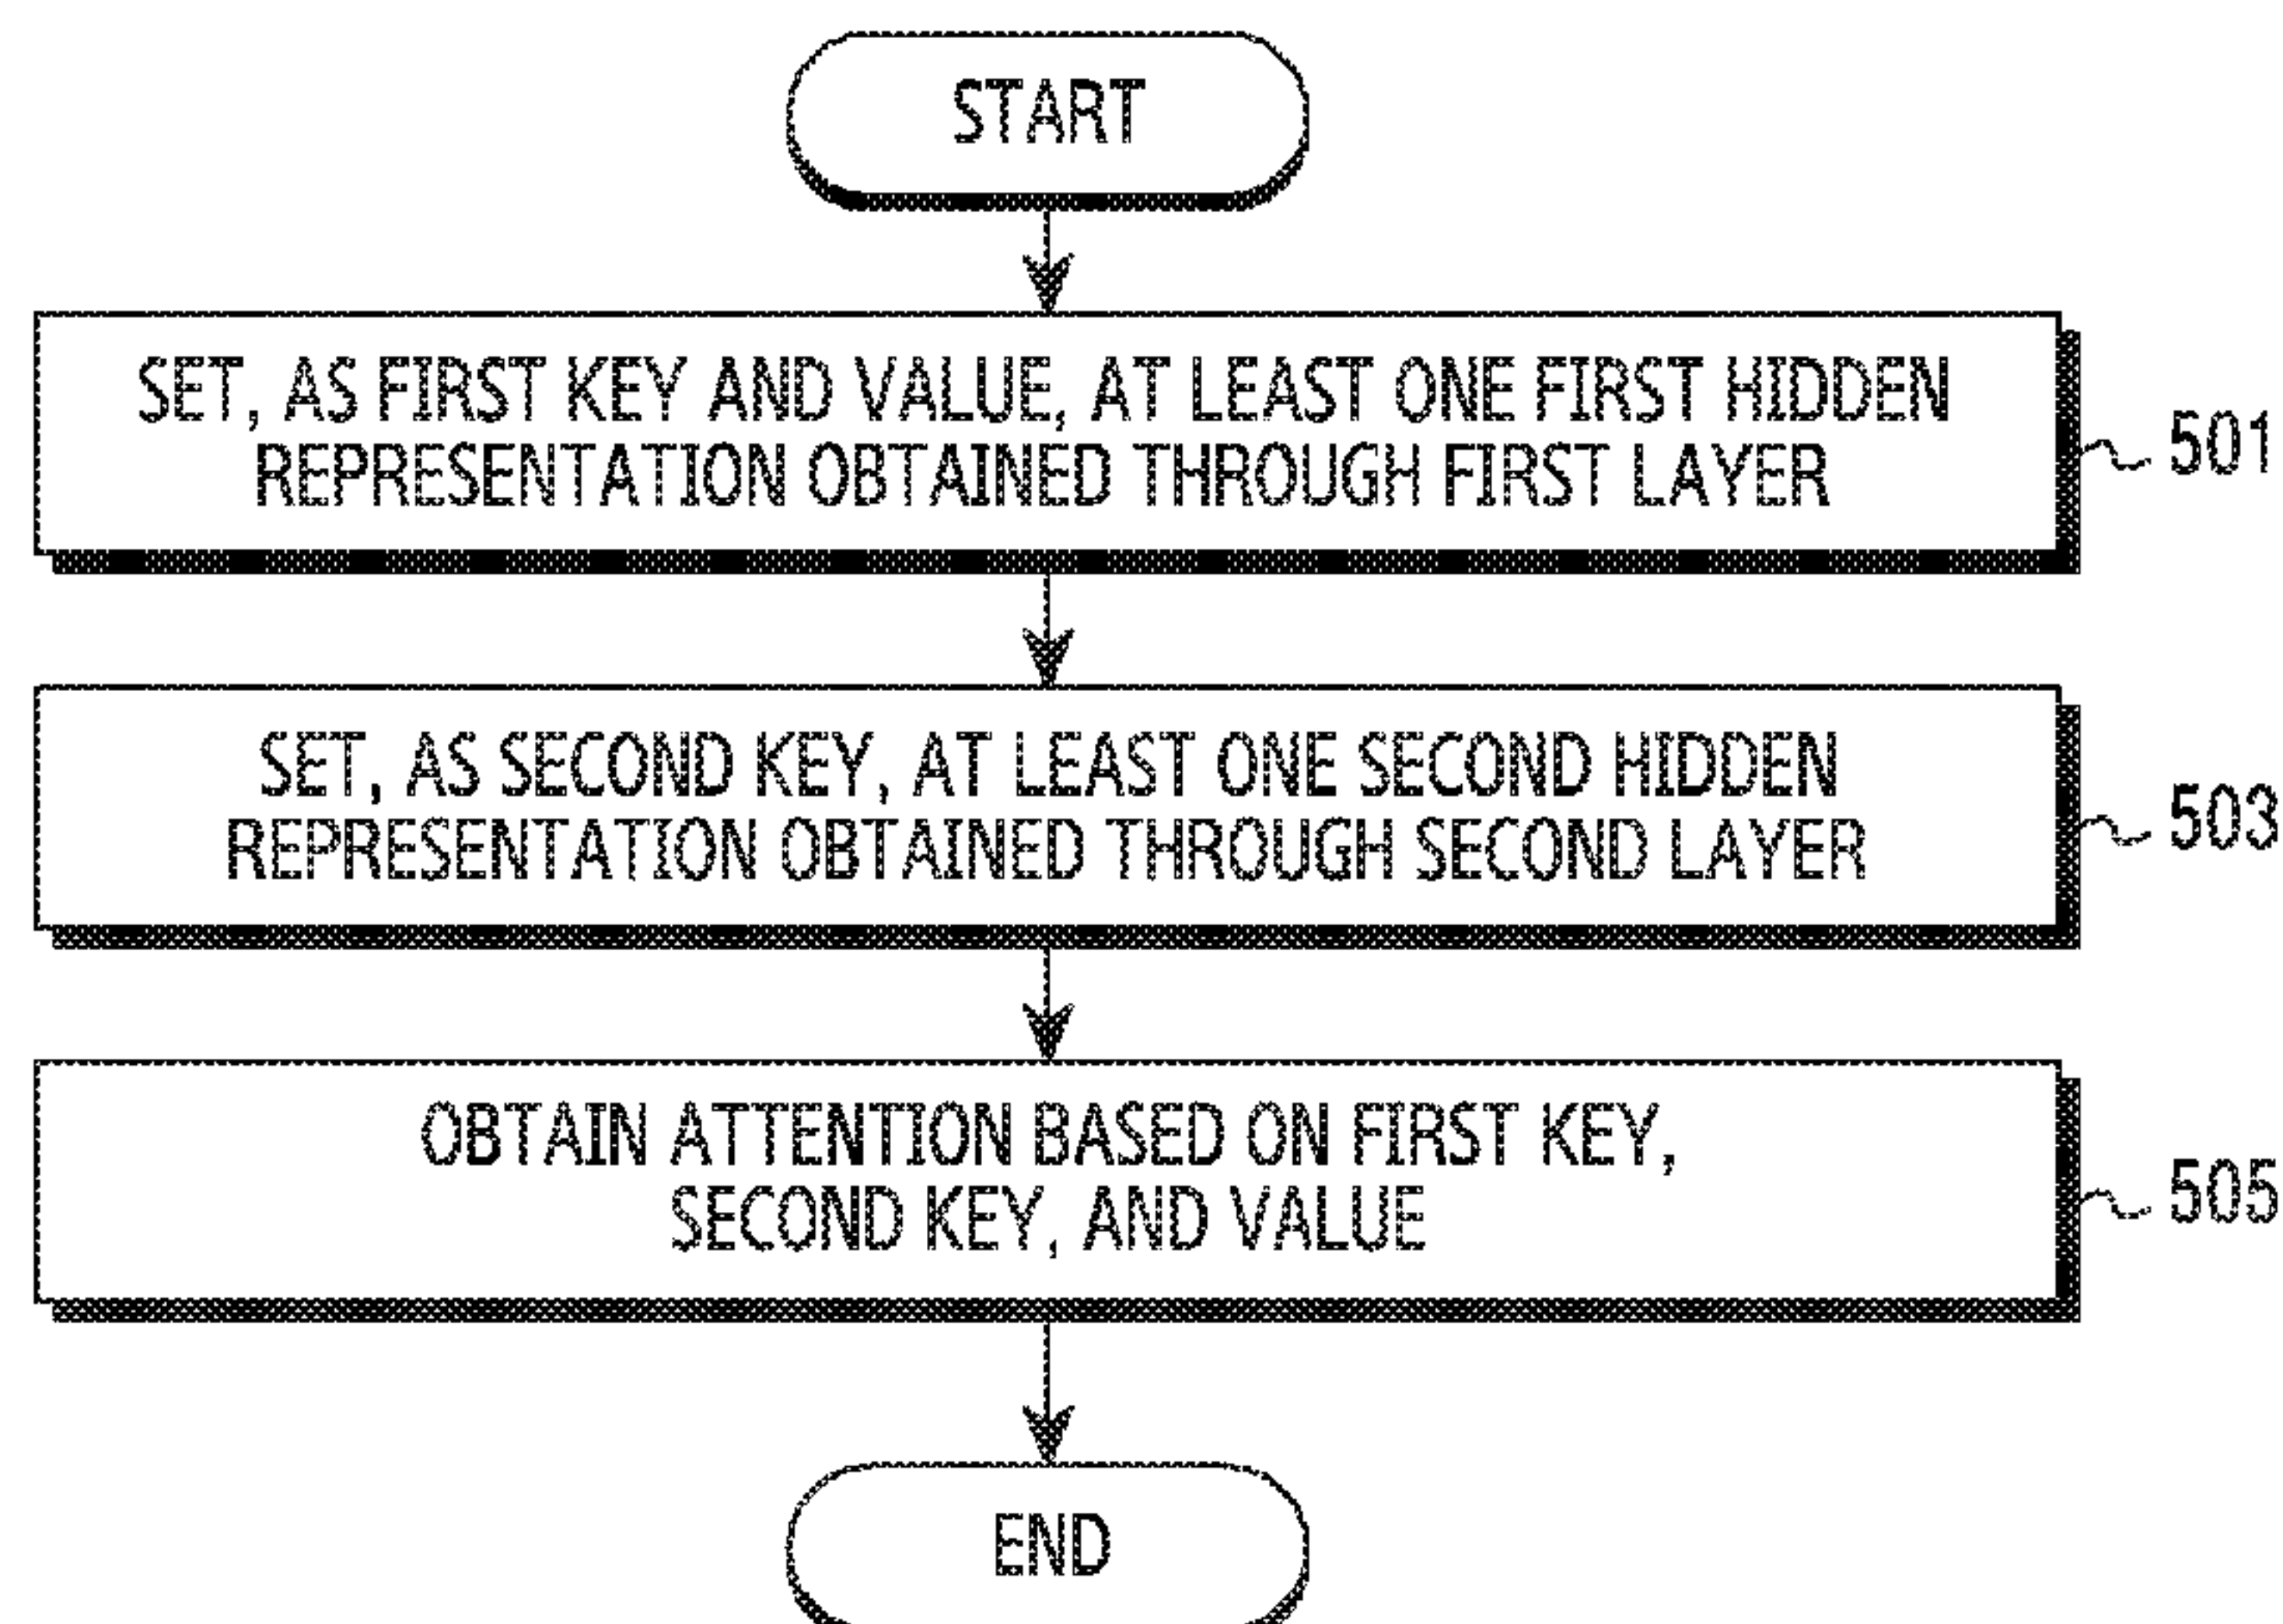 START
SET, AS FIRST KEY AND VALUE, AT LEAST ONE FIRST HIDDEN
REPRESENTATION OBTAINED THROUGH FIRST LAYER
501
SET, AS SECOND KEY, AT LEAST ONE SECOND HIDDEN
REPRESENTATION OBTAINED THROUGH SECOND LAYER
503
OBTAIN ATTENTION BASED ON FIRST KEY,
SECOND KEY, AND VALUE
505
END